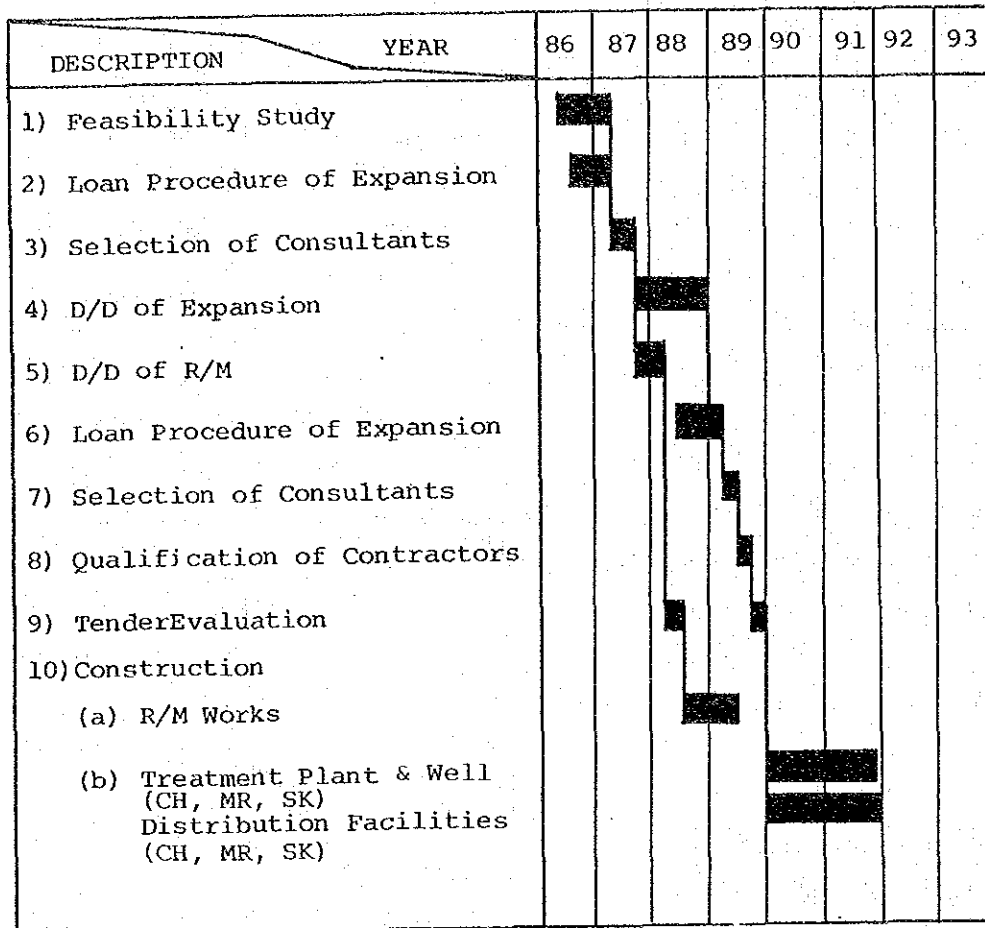 DESCRIPTION YEAR 86 87 88 89 90 91 92 93
1) Feasibility Study
2) Loan Procedure of Expansion
3) Selection of Consultants
4) D/D of Expansion
5) D/D of R/M
6) Loan Procedure of Expansion
7) Selection of Consultants
8) Qualification of Contractors
9) TenderEvaluation
10)Construction
(a) R/M Works
(b) Treatment Plant & Well
(CH, MR, SK)
Distribution Facilities
(CH, MR, SK)